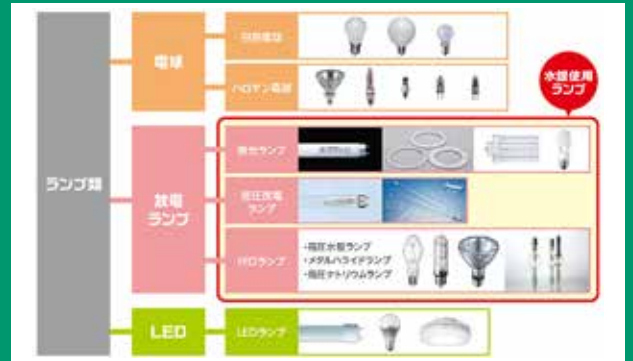 ランプ類
電球
白熱電球
ハロゲン電球
水銀使用
ランプ
放電
ランプ
蛍光ランプ
低圧放電
ランプ
HIDランプ
・高圧水銀ランプ
・メタルハライドランプ
・高圧ナトリウムランプ
LED
LEDランプ